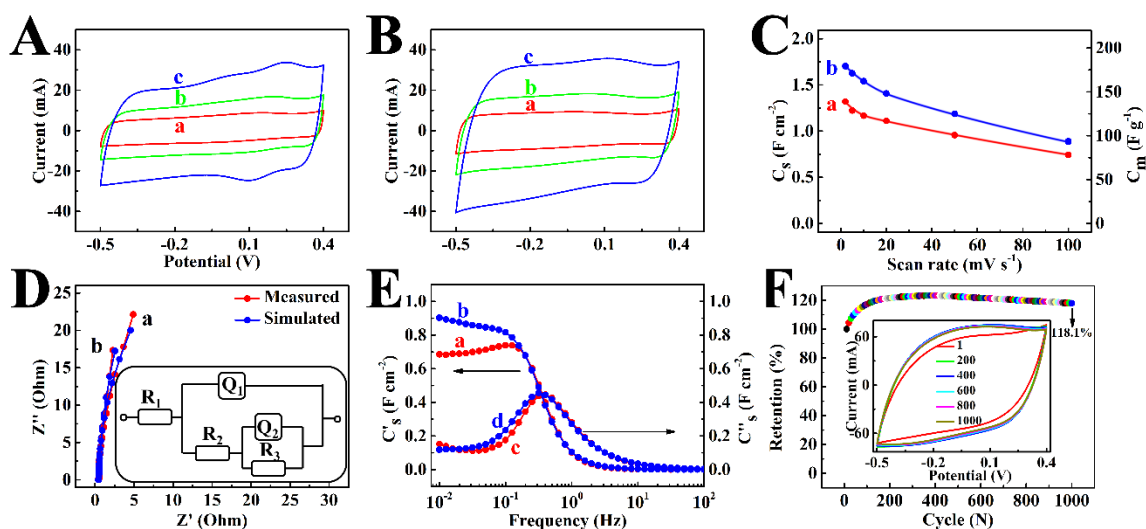 A
Current (mA)
40
20
0
-20
-40
c
b
a
-0.5
-0.2
0.1
0.4
Potential (V)
B
Current (mA)
40
20
0
-20
-40
c
b
a
-0.5
-0.2
0.1
0.4
Potential (V)
C
C_s (F cm⁻²)
2.0
1.5
1.0
0.5
0.0
b
a
200
150
100
50
0
C_m (F g⁻¹)
0
20
40
60
80
100
Scan rate (mV s⁻¹)
D
Z'' (Ohm)
25
20
15
10
5
0
a
b
Measured
Simulated
R₁
Q₁
R₂
Q₂
R₃
0
5
10
15
20
25
30
Z' (Ohm)
E
C'_s (F cm⁻²)
1.0
0.8
0.6
0.4
0.2
0.0
b
a
d
c
1.0
0.8
0.6
0.4
0.2
0.0
C''_s (F cm⁻²)
10⁻²
10⁻¹
10⁰
10¹
10²
Frequency (Hz)
F
Retention (%)
120
100
80
60
40
20
0
118.1%
Current (mA)
60
0
-60
1
200
400
600
800
1000
-0.5
-0.2
0.1
0.4
Potential (V)
0
200
400
600
800
1000
Cycle (N)